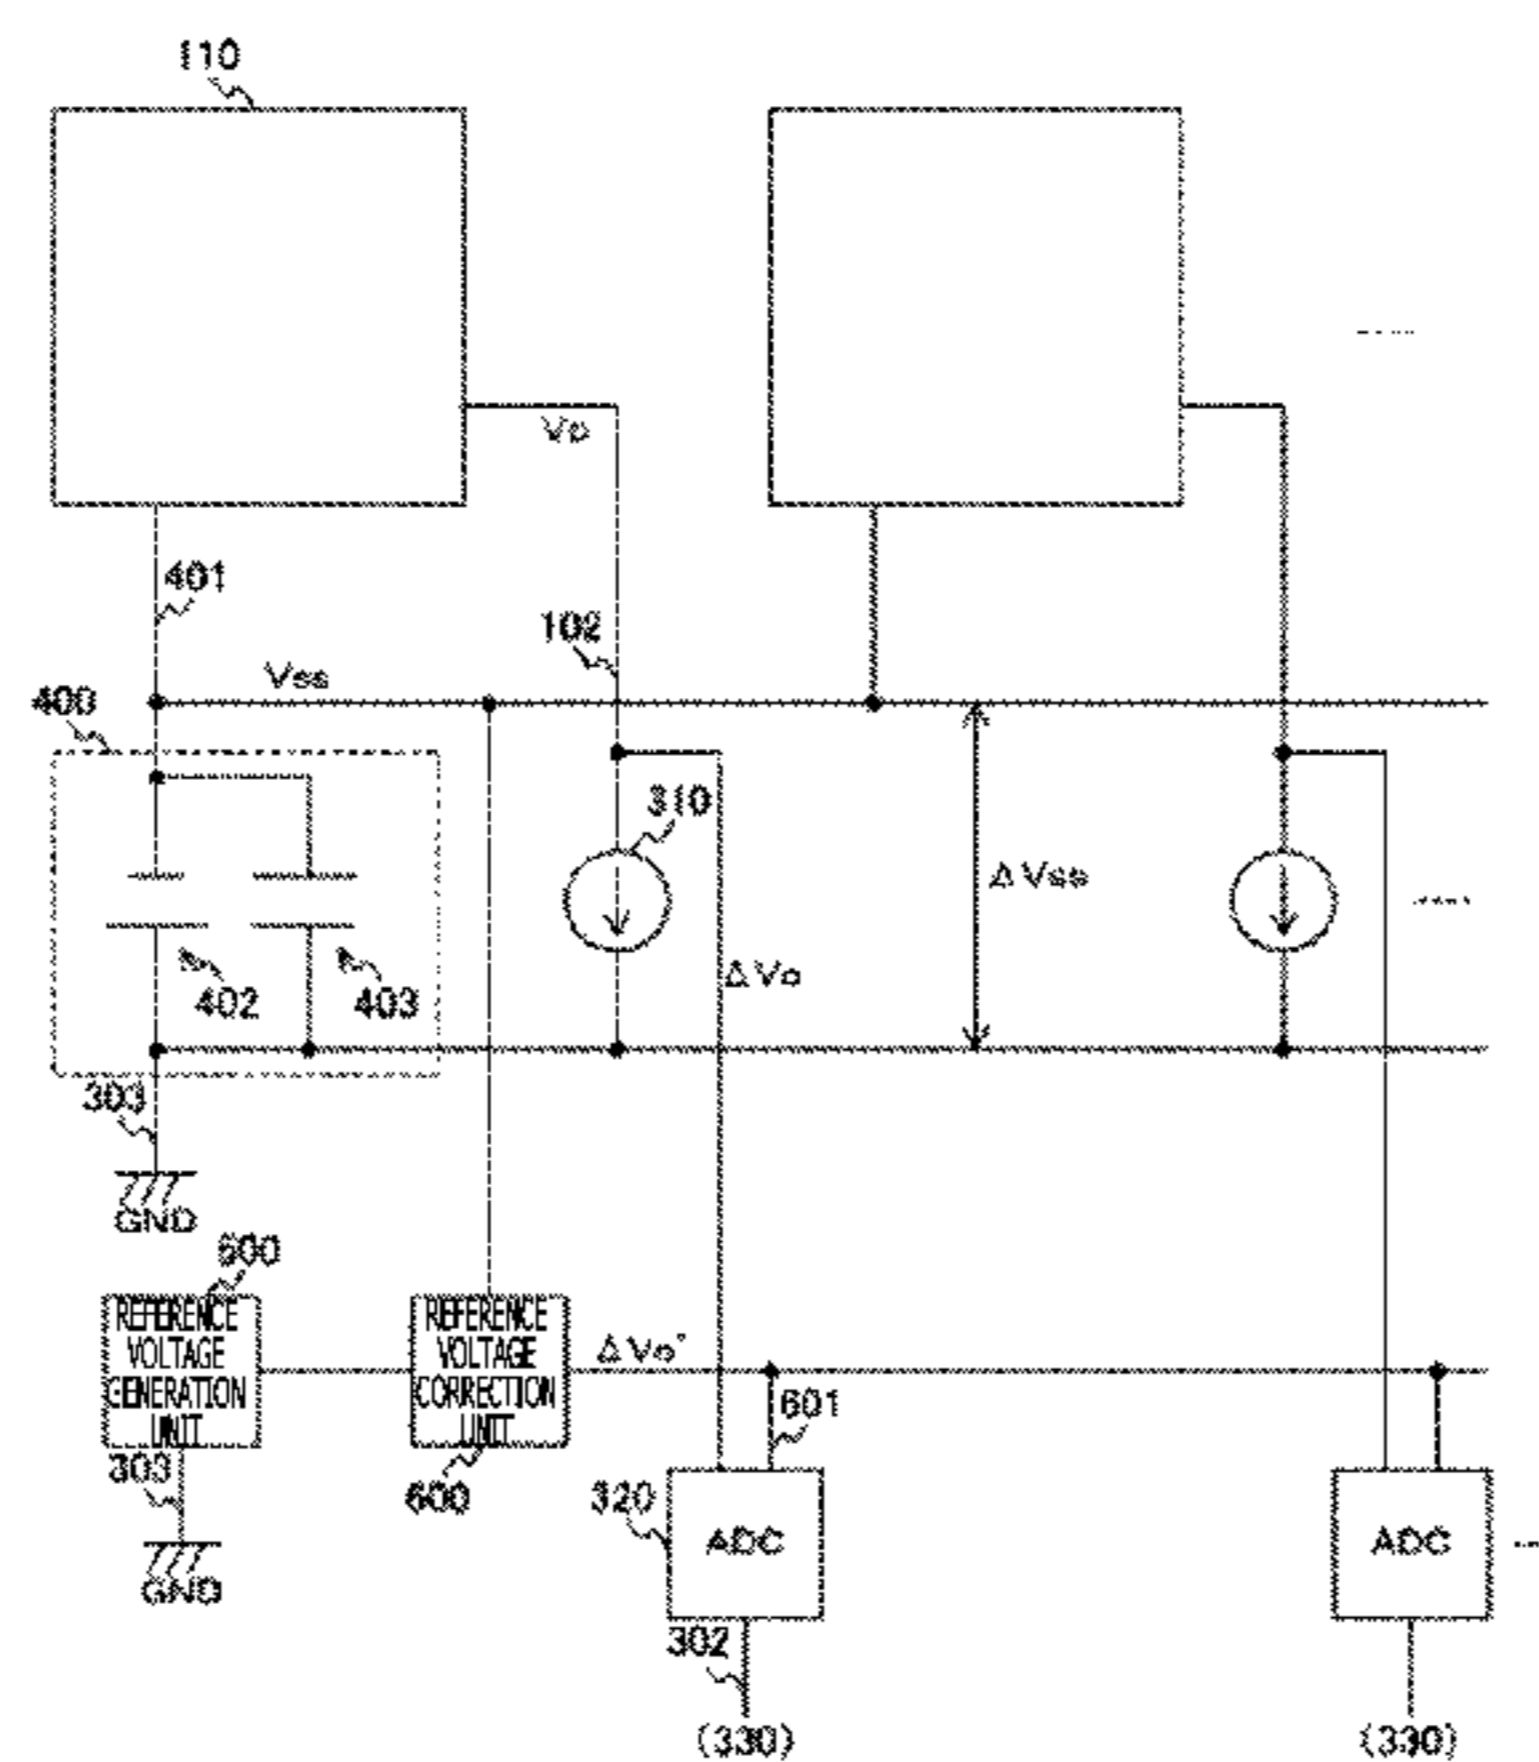 110
Vo
401
102
Vss
400
310
ΔVss
402
403
ΔVo
303
GND
REFERENCE
VOLTAGE
GENERATION
UNIT
REFERENCE
VOLTAGE
CORRECTION
UNIT
ΔVo'
601
303
600
320
ADC
ADC
GND
302
(330)
(330)